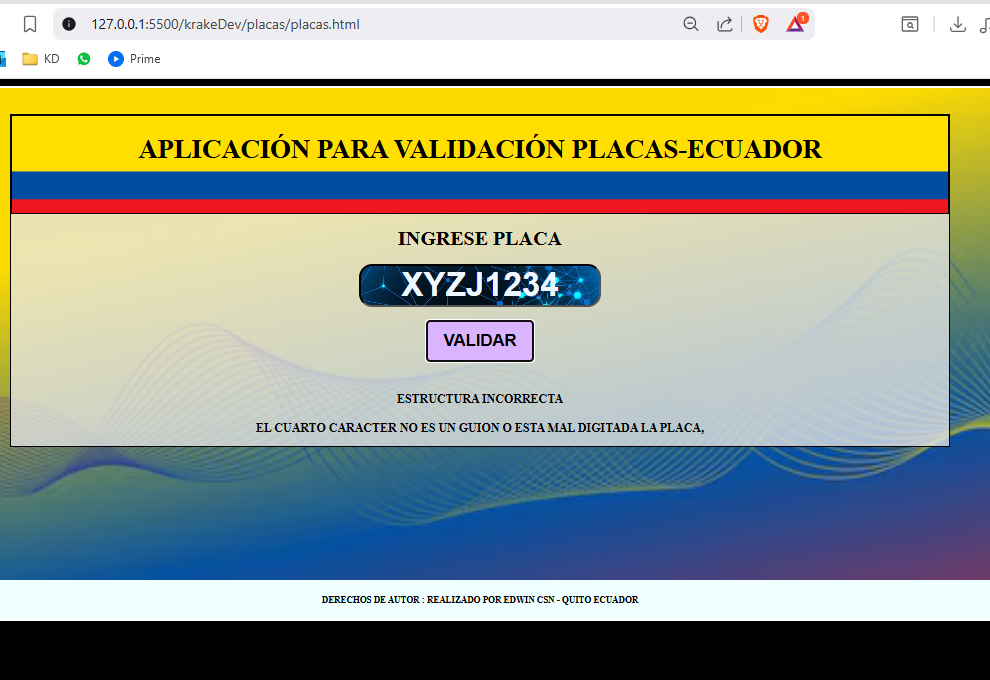 127.0.0.1:5500/krakeDev/placas/placas.html
1
KD
Prime
APLICACIÓN PARA VALIDACIÓN PLACAS-ECUADOR
INGRESE PLACA
XYZJ1234
VALIDAR
ESTRUCTURA INCORRECTA
EL CUARTO CARACTER NO ES UN GUION O ESTA MAL DIGITADA LA PLACA,
DERECHOS DE AUTOR : REALIZADO POR EDWIN CSN - QUITO ECUADOR